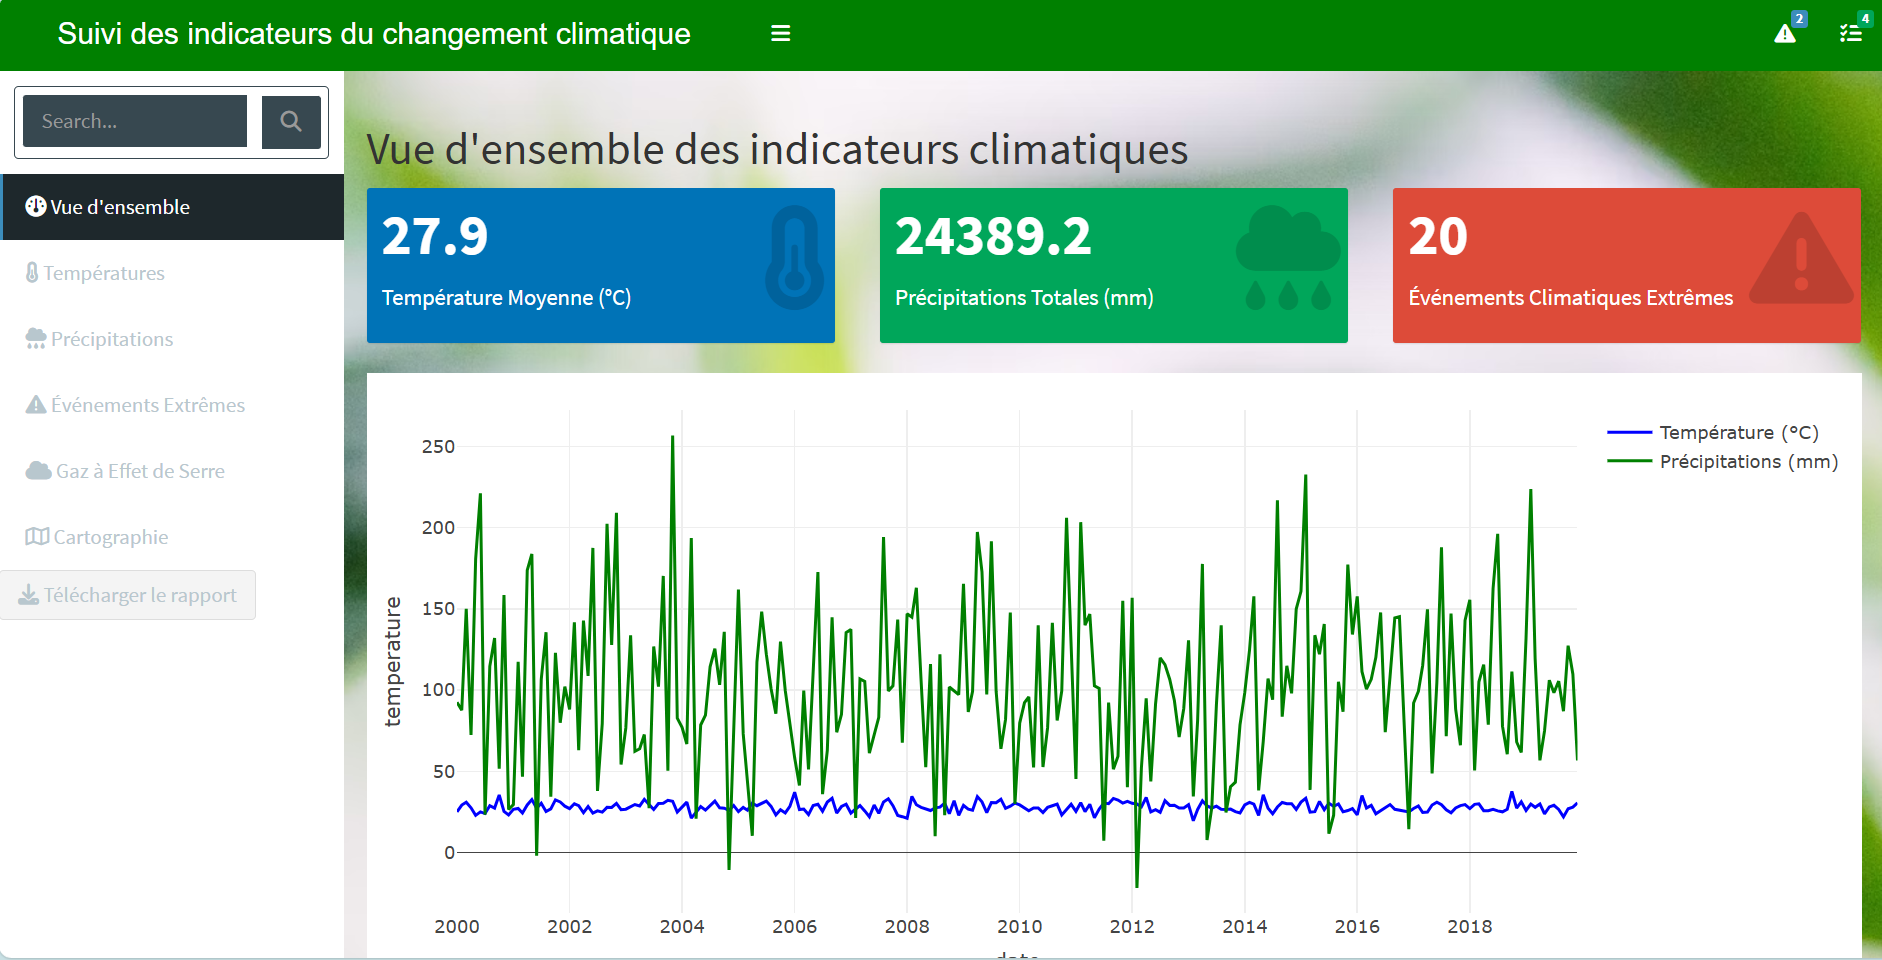 Suivi des indicateurs du changement climatique
2
4
Search...
Vue d'ensemble
Températures
Précipitations
Événements Extrêmes
Gaz à Effet de Serre
Cartographie
Télécharger le rapport
Vue d'ensemble des indicateurs climatiques
27.9
Température Moyenne (°C)
24389.2
Précipitations Totales (mm)
20
Événements Climatiques Extrêmes
Température (°C)
Précipitations (mm)
temperature
250
200
150
100
50
0
2000 2002 2004 2006 2008 2010 2012 2014 2016 2018